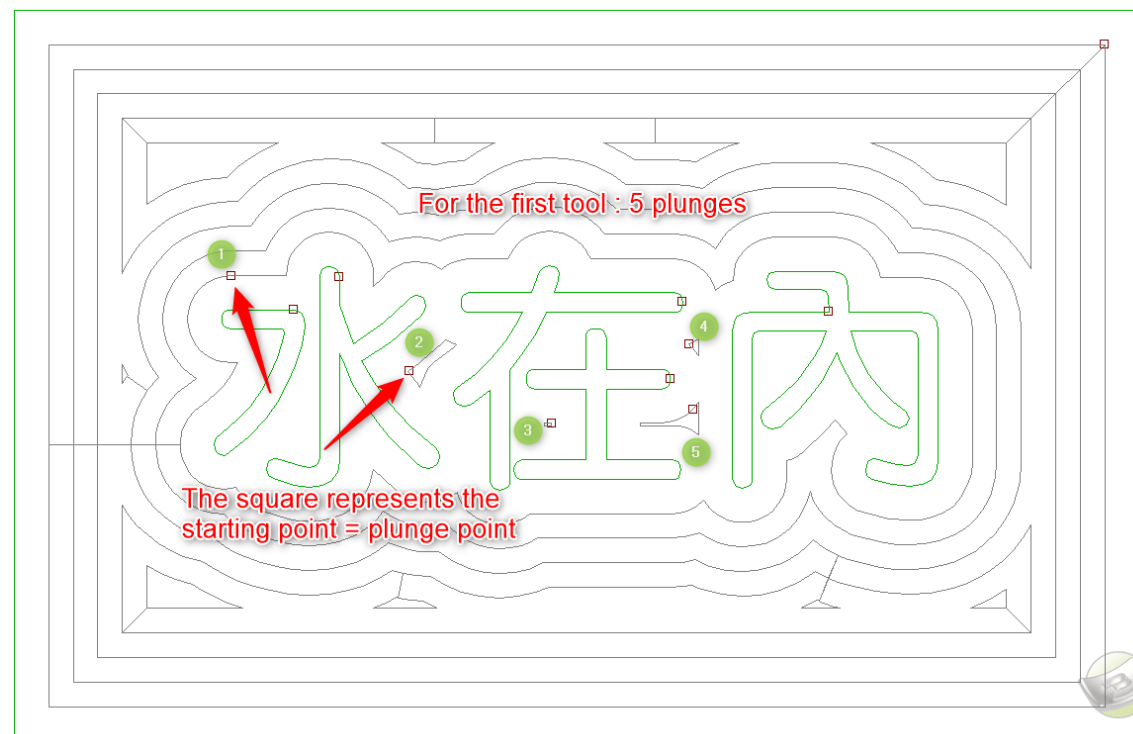 For the first tool : 5 plunges
1
水在內
2
4
3
5
The square represents the
starting point = plunge point
B